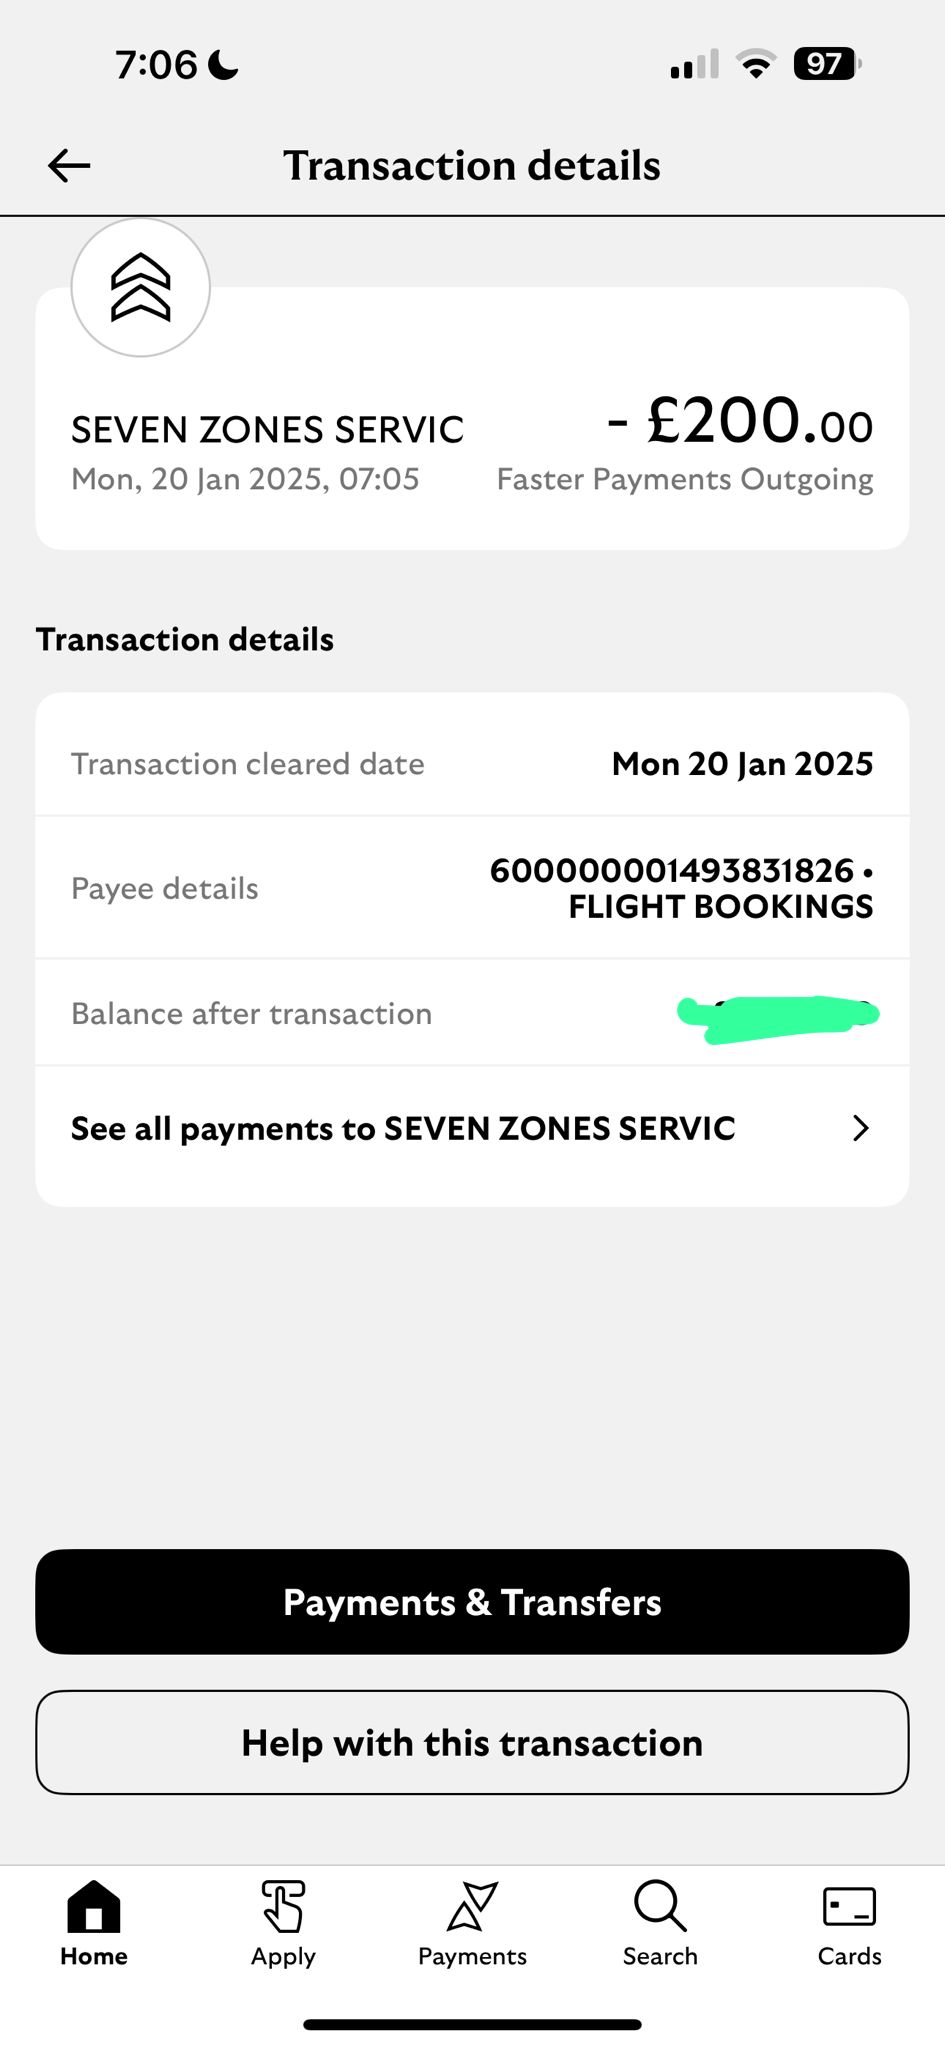 7:06
97
Transaction details
SEVEN ZONES SERVIC
- £200.00
Mon, 20 Jan 2025, 07:05
Faster Payments Outgoing
Transaction details
Transaction cleared date
Mon 20 Jan 2025
Payee details
600000001493831826 •
FLIGHT BOOKINGS
Balance after transaction
See all payments to SEVEN ZONES SERVIC
Payments & Transfers
Help with this transaction
Home
Apply
Payments
Search
Cards